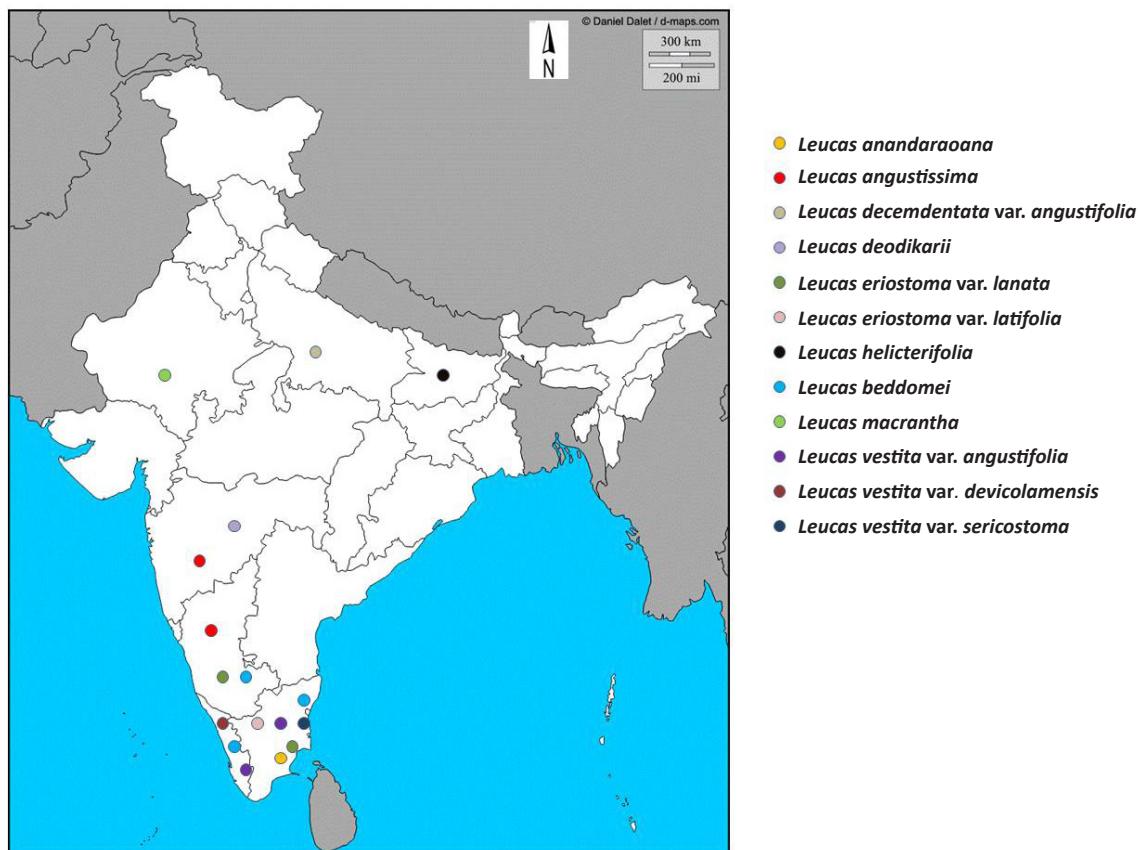 © Daniel Dalet / d-maps.com
300 km
200 mi
N
Leucas anandaraoana
Leucas angustissima
Leucas decemdentata var. angustifolia
Leucas deodikarii
Leucas eriostoma var. lanata
Leucas eriostoma var. latifolia
Leucas helicterifolia
Leucas beddomei
Leucas macrantha
Leucas vestita var. angustifolia
Leucas vestita var. devicolamensis
Leucas vestita var. sericostoma